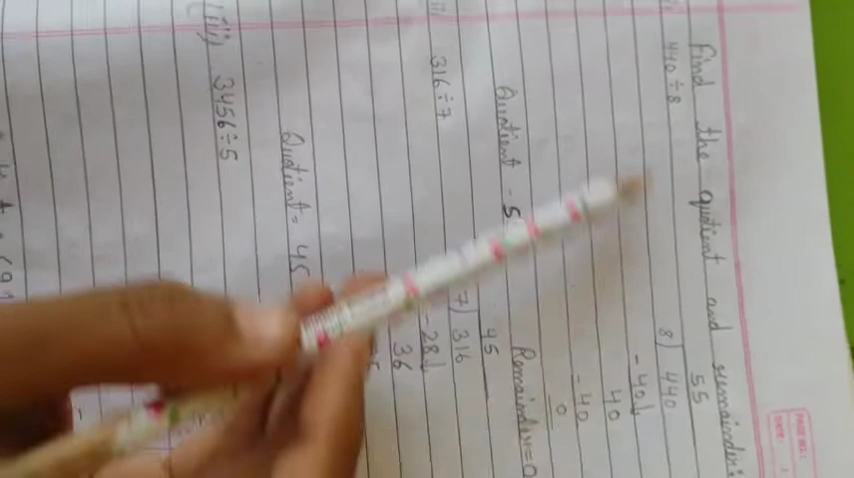 Find the quotient and remainder:
440÷8
55
8) 440
-40↓
40
-40
0
Quotient - 5
Remainder=0
316÷7
45
7) 316
-28↓
36
Quotient = 45
(iii) 3456÷5